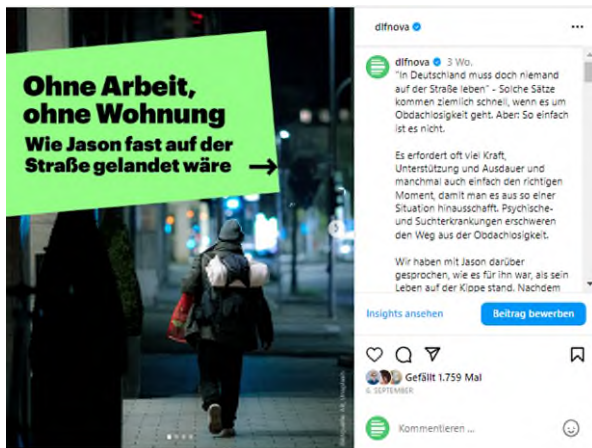 Ohne Arbeit,
ohne Wohnung
Wie Jason fast auf der
Straße gelandet wäre →
dlfnova
dlfnova 3 Wo.
"In Deutschland muss doch niemand
auf der Straße leben" - Solche Sätze
kommen ziemlich schnell, wenn es um
Obdachlosigkeit geht. Aber: So einfach
ist es nicht.
Es erfordert oft viel Kraft,
Unterstützung und Ausdauer und
manchmal auch einfach den richtigen
Moment, damit man es aus so einer
Situation hinausschafft. Psychische-
und Suchterkrankungen erschweren
den Weg aus der Obdachlosigkeit.
Wir haben mit Jason darüber
gesprochen, wie es für ihn war, als sein
Leben auf der Kippe stand. Nachdem
Insights ansehen
Beitrag bewerben
Gefällt 1.759 Mal
6. SEPTEMBER
Kommentieren ...